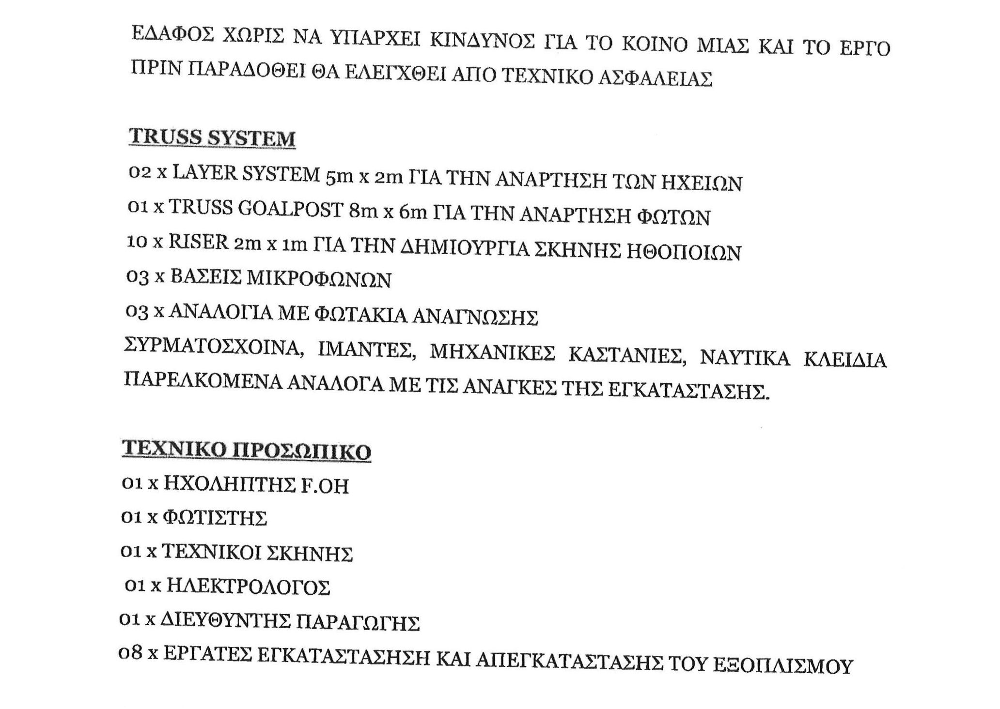 ΕΔΑΦΟΣ ΧΩΡΙΣ ΝΑ ΥΠΑΡΧΕΙ ΚΙΝΔΥΝΟΣ ΓΙΑ ΤΟ ΚΟΙΝΟ ΜΙΑΣ ΚΑΙ ΤΟ ΕΡΓΟ
ΠΡΙΝ ΠΑΡΑΔΟΘΕΙ ΘΑ ΕΛΕΓΧΘΕΙ ΑΠΟ ΤΕΧΝΙΚΟ ΑΣΦΑΛΕΙΑΣ
TRUSS SYSTEM
02 x LAYER SYSTEM 5m x 2m ΓΙΑ ΤΗΝ ΑΝΑΡΤΗΣΗ ΤΩΝ ΗΧΕΙΩΝ
01 x TRUSS GOALPOST 8m x 6m ΓΙΑ ΤΗΝ ΑΝΑΡΤΗΣΗ ΦΩΤΩΝ
10 x RISER 2m x 1m ΓΙΑ ΤΗΝ ΔΗΜΙΟΥΡΓΙΑ ΣΚΗΝΗΣ ΗΘΟΠΟΙΩΝ
03 x ΒΑΣΕΙΣ ΜΙΚΡΟΦΩΝΩΝ
03 x ΑΝΑΛΟΓΙΑ ΜΕ ΦΩΤΑΚΙΑ ΑΝΑΓΝΩΣΗΣ
ΣΥΡΜΑΤΟΣΧΟΙΝΑ, ΙΜΑΝΤΕΣ, ΜΗΧΑΝΙΚΕΣ ΚΑΣΤΑΝΙΕΣ, ΝΑΥΤΙΚΑ ΚΛΕΙΔΙΑ
ΠΑΡΕΛΚΟΜΕΝΑ ΑΝΑΛΟΓΑ ΜΕ ΤΙΣ ΑΝΑΓΚΕΣ ΤΗΣ ΕΓΚΑΤΑΣΤΑΣΗΣ.
ΤΕΧΝΙΚΟ ΠΡΟΣΩΠΙΚΟ
01 x ΗΧΟΛΗΠΤΗΣ F.OH
01 x ΦΩΤΙΣΤΗΣ
01 x ΤΕΧΝΙΚΟΙ ΣΚΗΝΗΣ
01 x ΗΛΕΚΤΡΟΛΟΓΟΣ
01 x ΔΙΕΥΘΥΝΤΗΣ ΠΑΡΑΓΩΓΗΣ
08 x ΕΡΓΑΤΕΣ ΕΓΚΑΤΑΣΤΑΣΗΣΗ ΚΑΙ ΑΠΕΓΚΑΤΑΣΤΑΣΗΣ ΤΟΥ ΕΞΟΠΛΙΣΜΟΥ